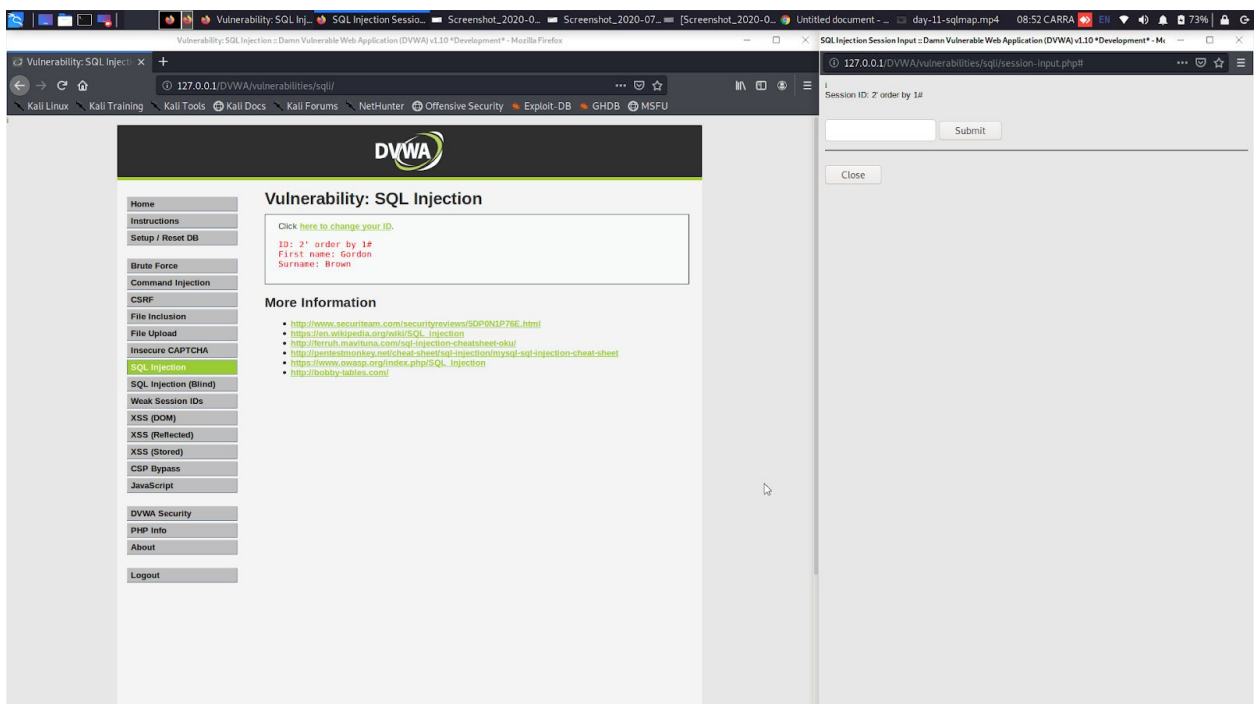 Vulnerability: SQL Inj...
SQL Injection Sessio...
Screenshot_2020-0...
Screenshot_2020-07...
[Screenshot_2020-0...
Untitled document - ...
day-11-sqlmap.mp4
08:52 CARRA
EN
73%
Vulnerability: SQL Injection :: Damn Vulnerable Web Application (DVWA) v1.10 *Development* - Mozilla Firefox
Vulnerability: SQL Injecti
127.0.0.1/DVWA/vulnerabilities/sqli/
Kali Linux Kali Training Kali Tools Kali Docs Kali Forums NetHunter Offensive Security Exploit-DB GHDB MSFU
DVWA
Home
Instructions
Setup / Reset DB
Brute Force
Command Injection
CSRF
File Inclusion
File Upload
Insecure CAPTCHA
SQL Injection
SQL Injection (Blind)
Weak Session IDs
XSS (DOM)
XSS (Reflected)
XSS (Stored)
CSP Bypass
JavaScript
DVWA Security
PHP Info
About
Logout
Vulnerability: SQL Injection
Click here to change your ID.
ID: 2' order by 1#
First name: Gordon
Surname: Brown
More Information
http://www.securiteam.com/securityreviews/5DP0N1P76E.html
https://en.wikipedia.org/wiki/SQL_injection
http://ferruh.mavituna.com/sql-injection-cheatsheet-oku/
http://pentestmonkey.net/cheat-sheet/sql-injection/mysql-sql-injection-cheat-sheet
https://www.owasp.org/index.php/SQL_Injection
http://bobby-tables.com/
SQL Injection Session Input :: Damn Vulnerable Web Application (DVWA) v1.10 *Development* - Mo
127.0.0.1/DVWA/vulnerabilities/sqli/session-input.php#
i
Session ID: 2' order by 1#
Submit
Close